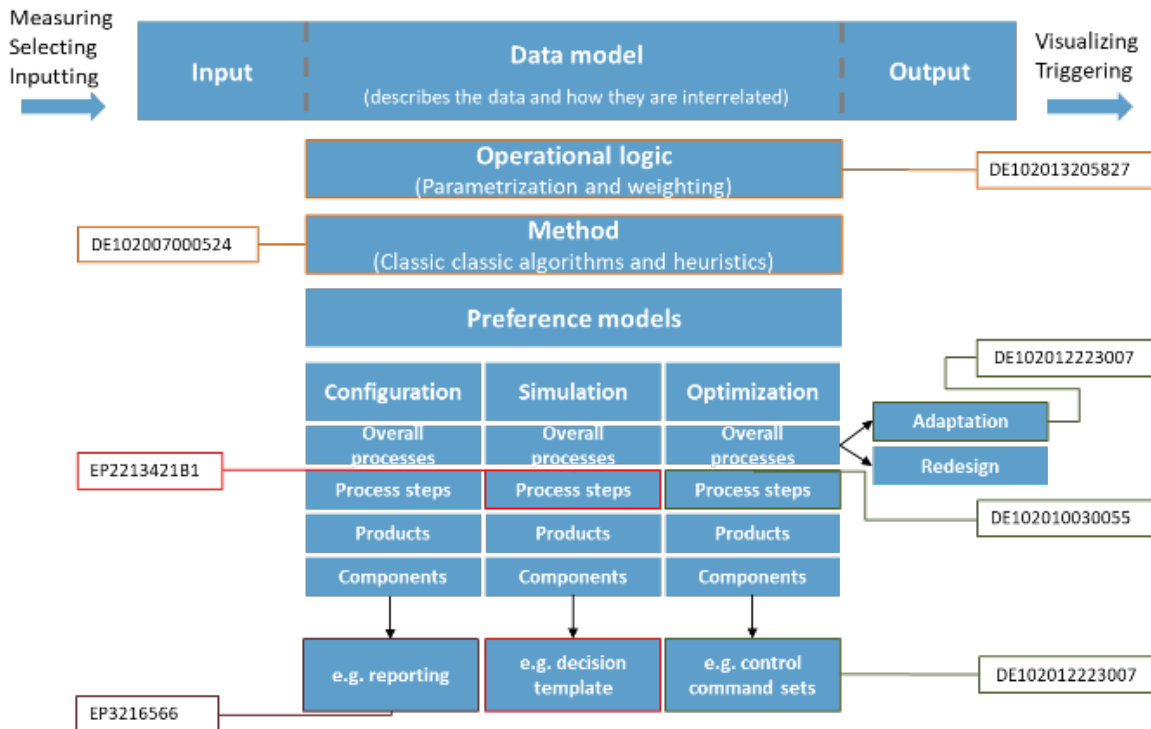 Measuring
Selecting
Inputting
Input
Data model
(describes the data and how they are interrelated)
Output
Visualizing
Triggering
Operational logic
(Parametrization and weighting)
DE102013205827
DE102007000524
Method
(Classic classic algorithms and heuristics)
Preference models
DE102012223007
Configuration
Simulation
Optimization
Adaptation
Overall
processes
Overall
processes
Overall
processes
Redesign
EP2213421B1
Process steps
Process steps
Process steps
DE102010030055
Products
Products
Products
Components
Components
Components
e.g. reporting
e.g. decision
template
e.g. control
command sets
DE102012223007
EP3216566